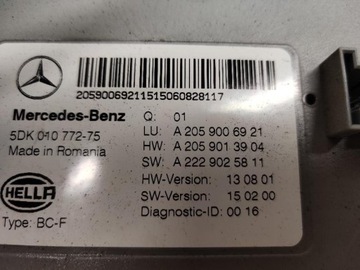 2059006921151506082​8117
Mercedes-Benz
5DK 010 772-75
Made in Romania
HELLA
Type: BC-F
Q: 01
LU: A 205 900 69 21
HW: A 205 901 39 04
SW: A 222 902 58 11
HW-Version: 13 08 01
SW-Version: 15 02 00
Diagnostic-ID: 00 16